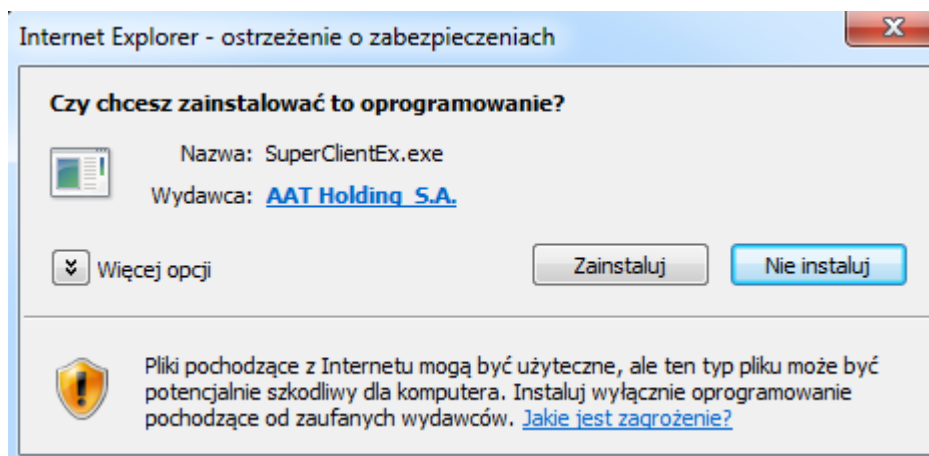 Internet Explorer - ostrzeżenie o zabezpieczeniach
Czy chcesz zainstalować to oprogramowanie?
Nazwa: SuperClientEx.exe
Wydawca: AAT Holding S.A.
Więcej opcji
Zainstaluj
Nie instaluj
Pliki pochodzące z Internetu mogą być użyteczne, ale ten typ pliku może być
potencjalnie szkodliwy dla komputera. Instaluj wyłącznie oprogramowanie
pochodzące od zaufanych wydawców. Jakie jest zagrożenie?